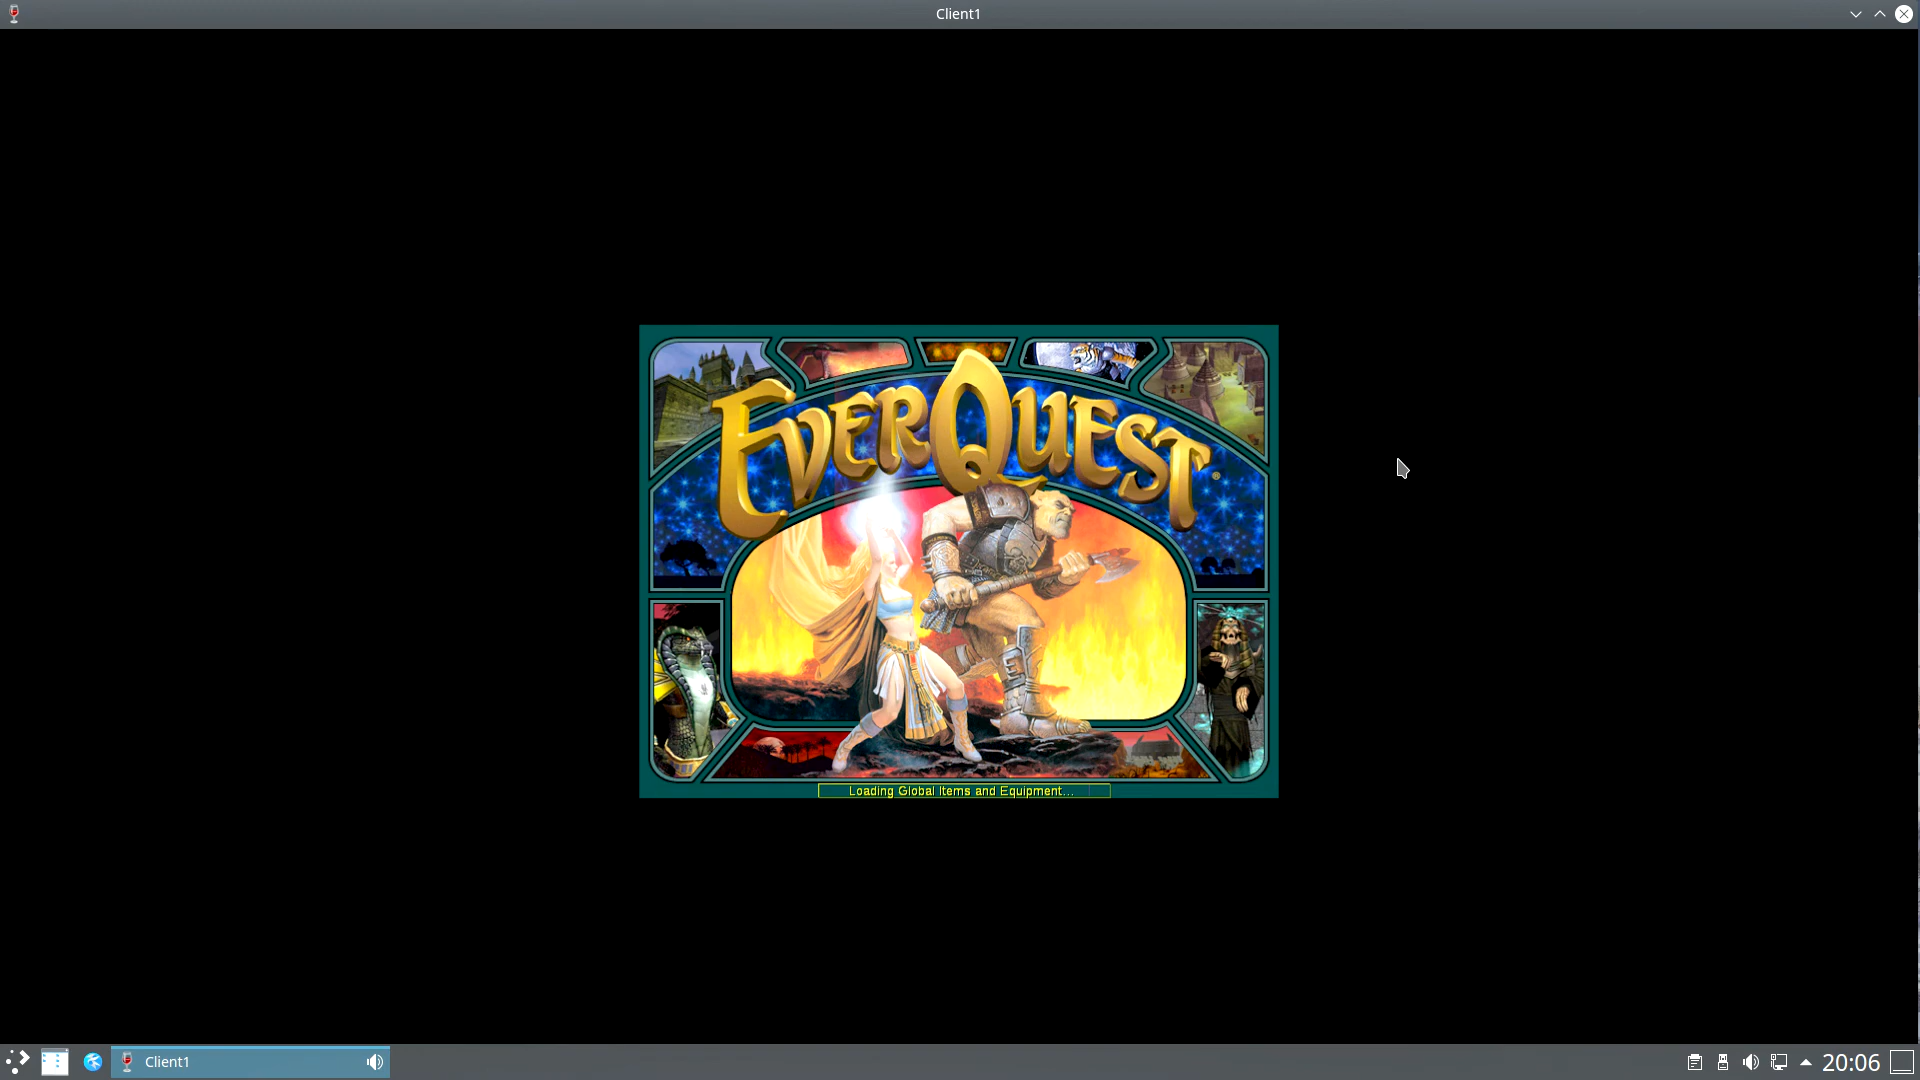 Client1
EverQuest®
Loading Global Items and Equipment...
Client1
20:06